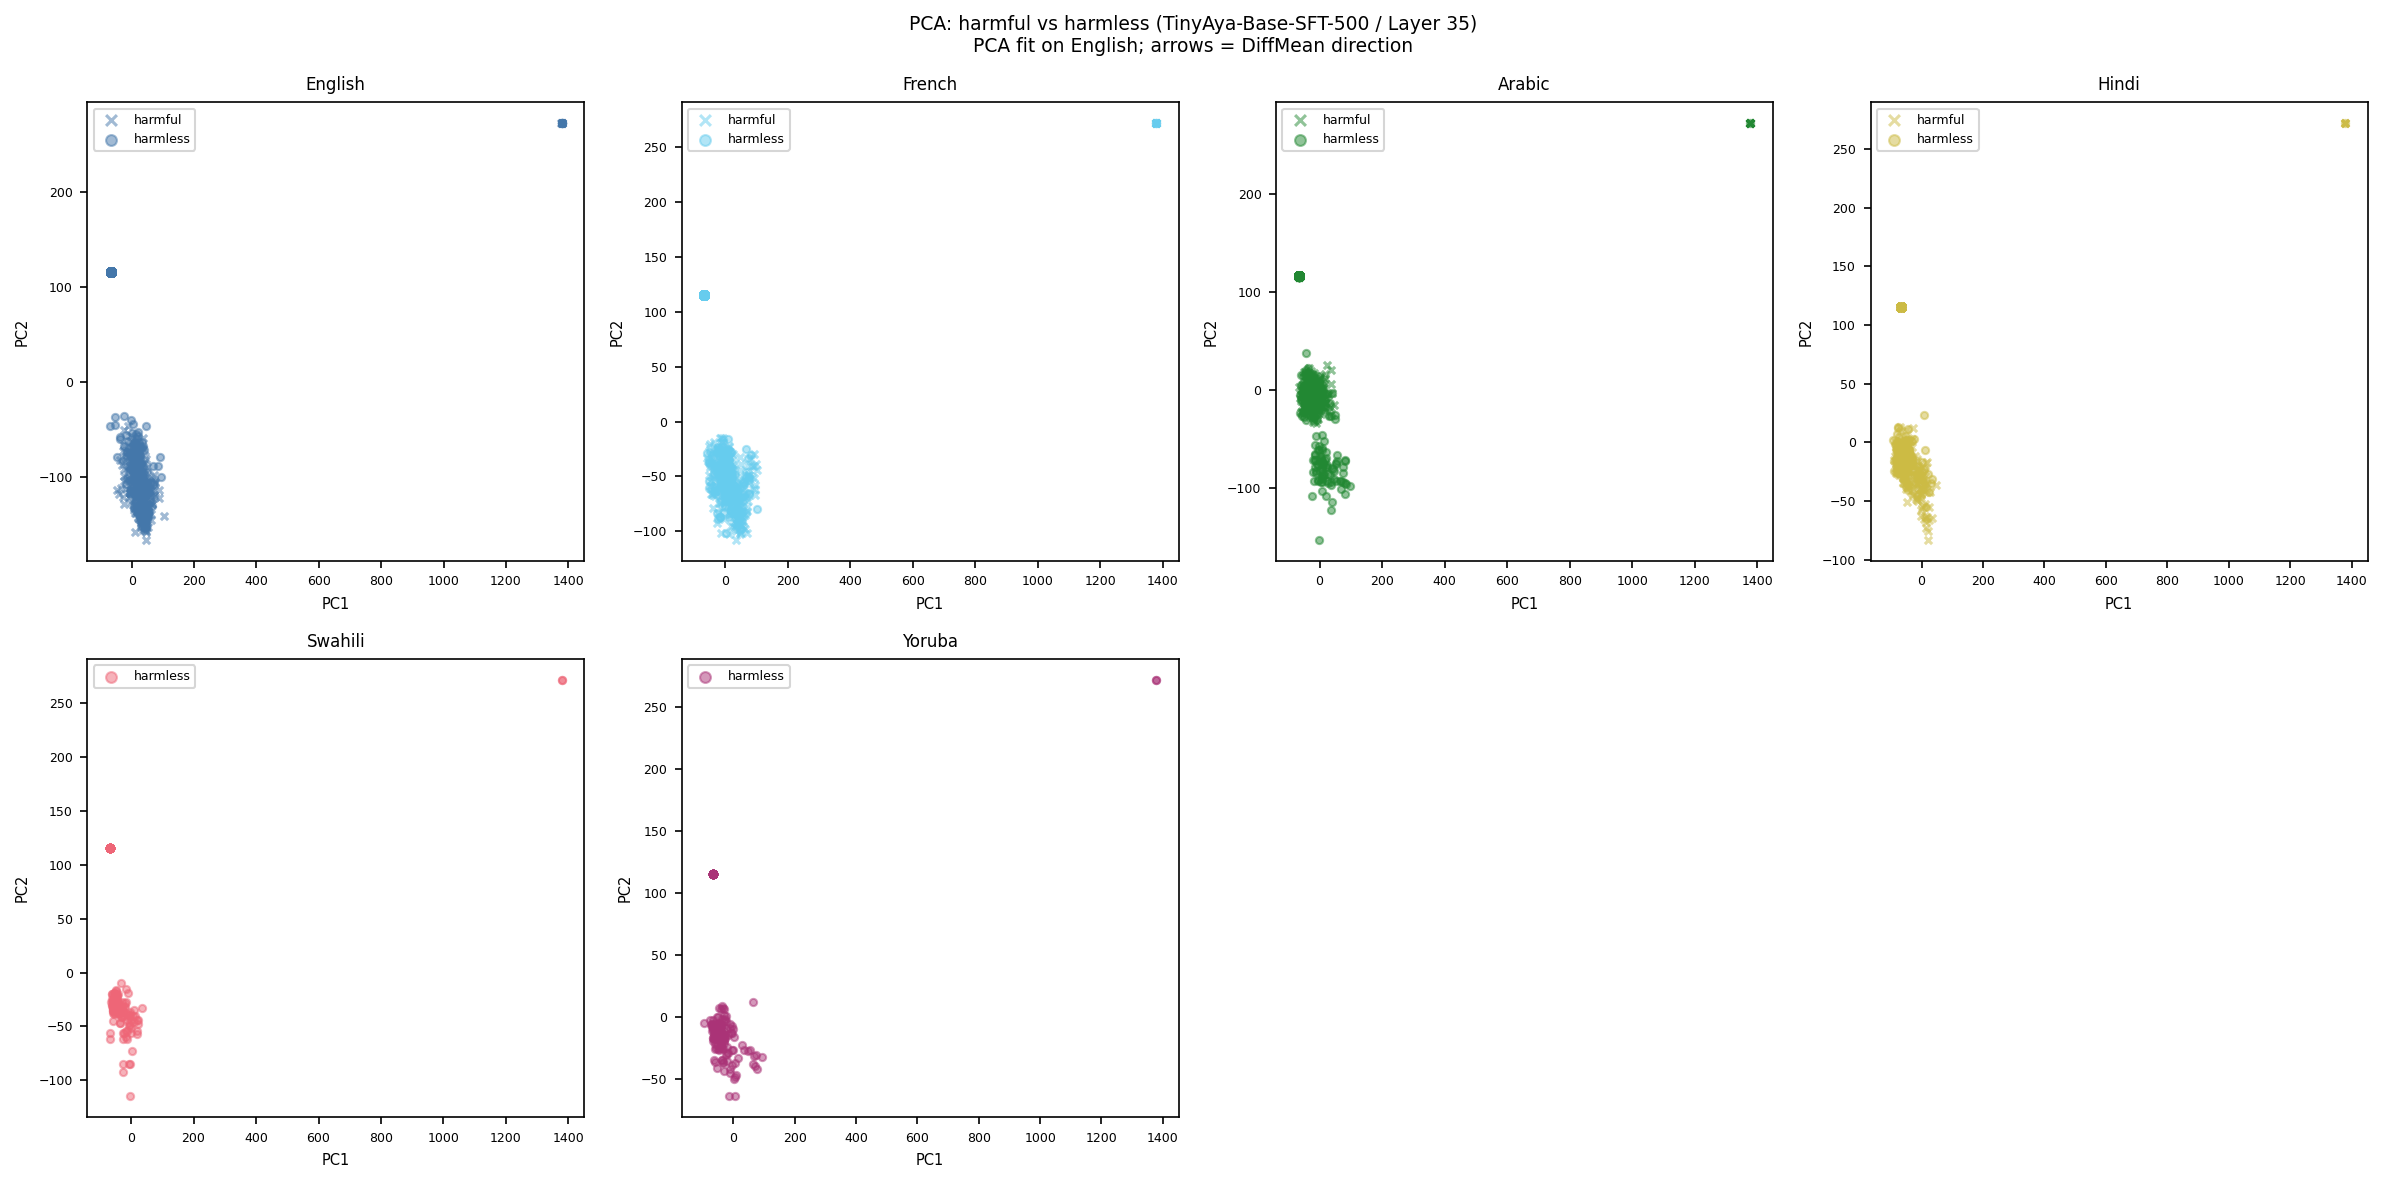 PCA: harmful vs harmless (TinyAya-Base-SFT-500 / Layer 35)
PCA fit on English; arrows = DiffMean direction
English
harmful
harmless
200
100
0
−100
PC2
0 200 400 600 800 1000 1200 1400
PC1
French
harmful
harmless
250
200
150
100
50
0
−50
−100
PC2
0 200 400 600 800 1000 1200 1400
PC1
Arabic
harmful
harmless
200
100
0
−100
PC2
0 200 400 600 800 1000 1200 1400
PC1
Hindi
harmful
harmless
250
200
150
100
50
0
−50
−100
PC2
0 200 400 600 800 1000 1200 1400
PC1
Swahili
harmless
250
200
150
100
50
0
−50
−100
PC2
0 200 400 600 800 1000 1200 1400
PC1
Yoruba
harmless
250
200
150
100
50
0
−50
PC2
0 200 400 600 800 1000 1200 1400
PC1